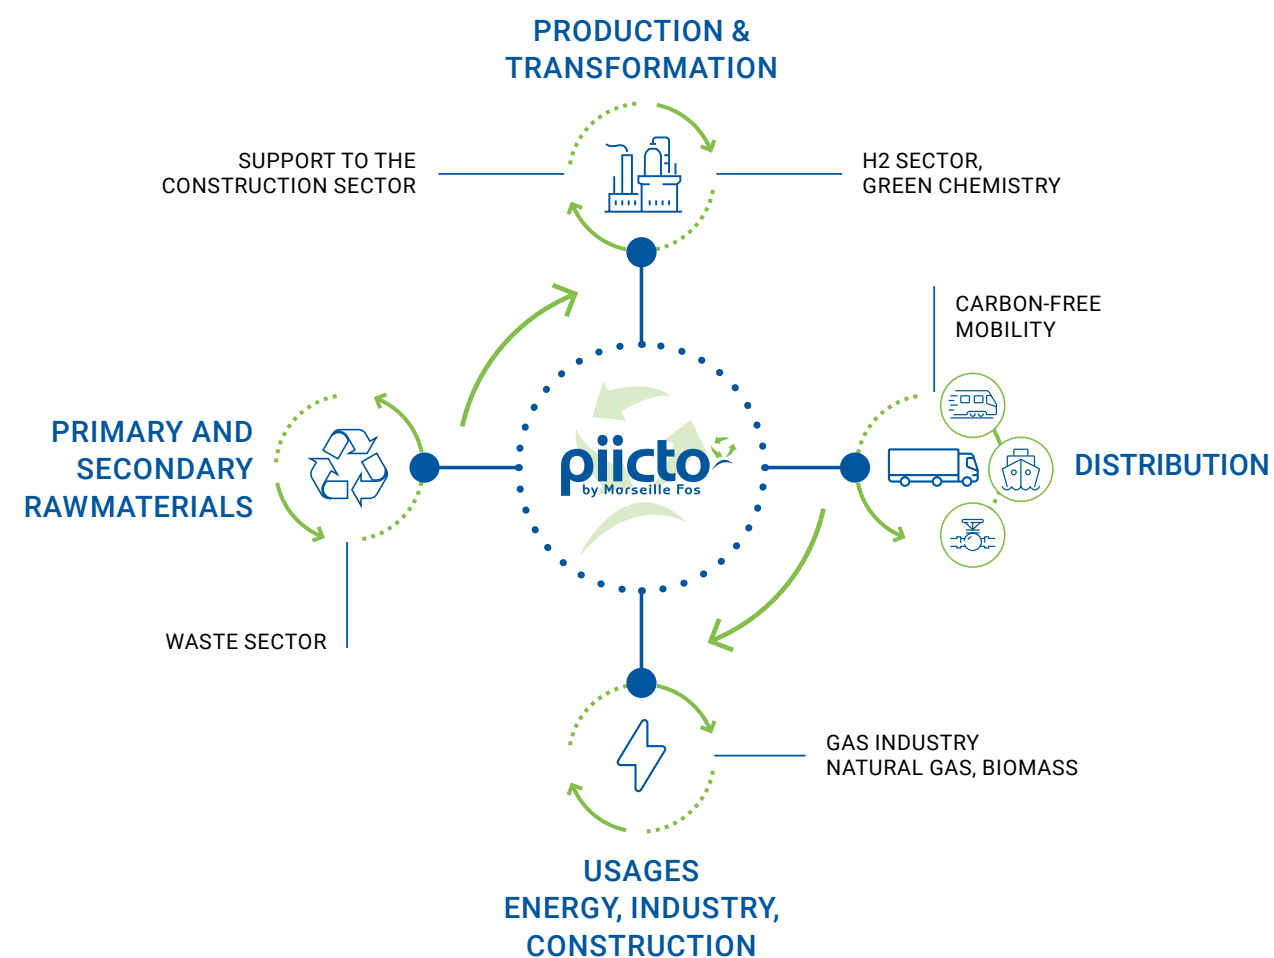 PRODUCTION &
TRANSFORMATION
SUPPORT TO THE
CONSTRUCTION SECTOR
H2 SECTOR,
GREEN CHEMISTRY
CARBON-FREE
MOBILITY
PRIMARY AND
SECONDARY
RAWMATERIALS
piicto
by Marseille Fos
DISTRIBUTION
WASTE SECTOR
GAS INDUSTRY
NATURAL GAS, BIOMASS
USAGES
ENERGY, INDUSTRY,
CONSTRUCTION